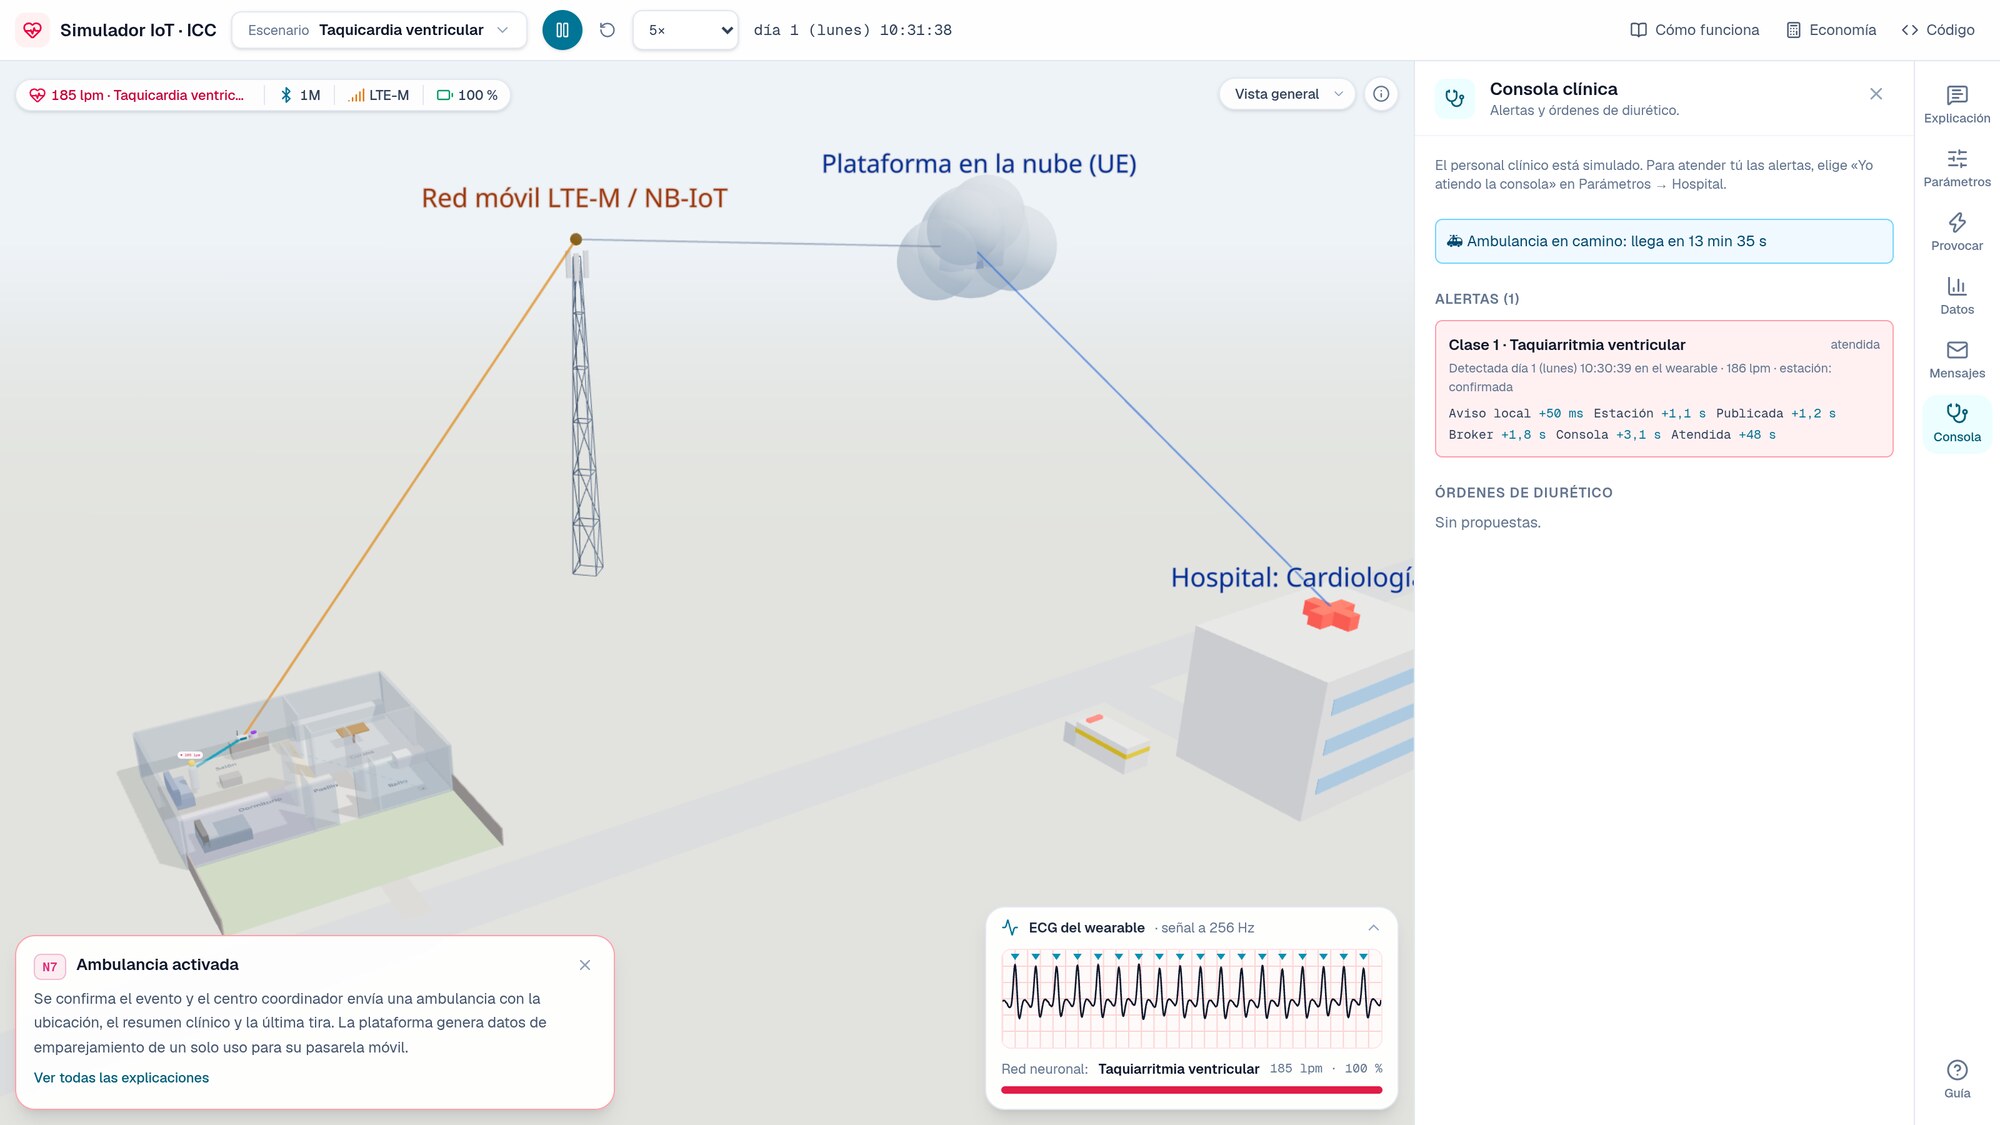 Simulador IoT · ICC
Escenario Taquicardia ventricular
5×
día 1 (lunes) 10:31:38
Cómo funciona
Economía
Código
185 lpm · Taquicardia ventric...
1M
LTE-M
100 %
Vista general
Plataforma en la nube (UE)
Red móvil LTE-M / NB-IoT
Hospital: Cardiología
N7 Ambulancia activada
Se confirma el evento y el centro coordinador envía una ambulancia con la
ubicación, el resumen clínico y la última tira. La plataforma genera datos de
emparejamiento de un solo uso para su pasarela móvil.
Ver todas las explicaciones
ECG del wearable · señal a 256 Hz
Red neuronal: Taquiarritmia ventricular 185 lpm · 100 %
Consola clínica
Alertas y órdenes de diurético.
El personal clínico está simulado. Para atender tú las alertas, elige «Yo
atiendo la consola» en Parámetros → Hospital.
Ambulancia en camino: llega en 13 min 35 s
ALERTAS (1)
Clase 1 · Taquiarritmia ventricular atendida
Detectada día 1 (lunes) 10:30:39 en el wearable · 186 lpm · estación:
confirmada
Aviso local +50 ms Estación +1,1 s Publicada +1,2 s
Broker +1,8 s Consola +3,1 s Atendida +48 s
ÓRDENES DE DIURÉTICO
Sin propuestas.
Explicación
Parámetros
Provocar
Datos
Mensajes
Consola
Guía